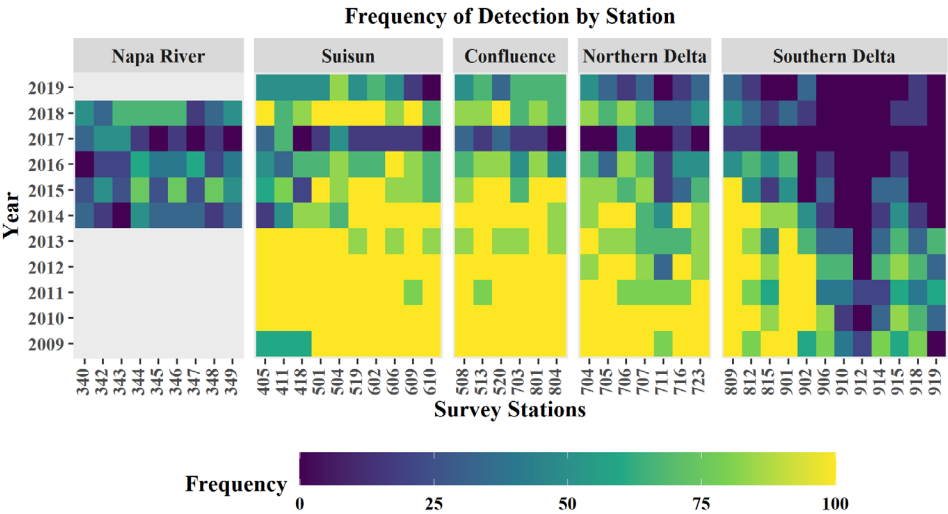 Frequency of Detection by Station
Napa River Suisun Confluence Northern Delta Southern Delta
Year
2019
2018
2017
2016
2015
2014
2013
2012
2011
2010
2009
340 342 343 344 345 346 347 348 349 405 411 418 501 504 519 602 606 609 610 508 513 520 703 801 804 704 705 706 707 711 716 723 809 812 815 901 902 906 910 912 914 915 918 919
Survey Stations
Frequency
0 25 50 75 100